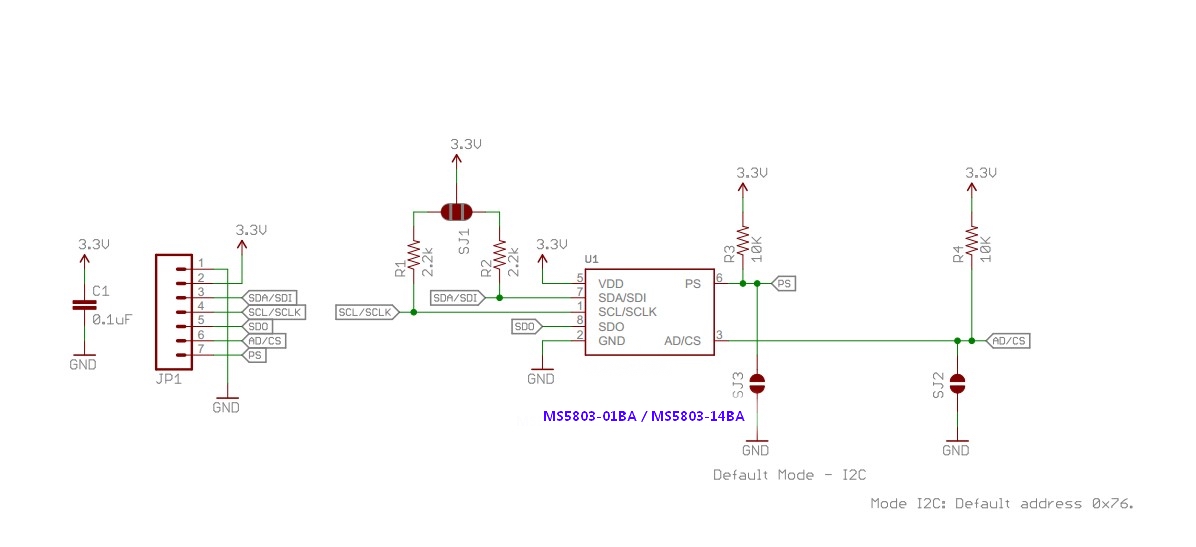 3.3V
3.3V
3.3V
3.3V
3.3V
3.3V
C1
0.1uF
GND
1
2
3
4
5
6
7
SDA/SDI
SCL/SCLK
SDO
AD/CS
PS
JP1
GND
SJ1
R1
2.2k
R2
2.2k
SCL/SCLK
SDA/SDI
SDO
GND
U1
5
7
1
8
2
VDD
SDA/SDI
SCL/SCLK
SDO
GND
PS
AD/CS
6
3
R3
10K
PS
R4
10K
AD/CS
SJ3
SJ2
GND
GND
MS5803-01BA / MS5803-14BA
Default Mode - I2C
Mode I2C: Default address 0x76.